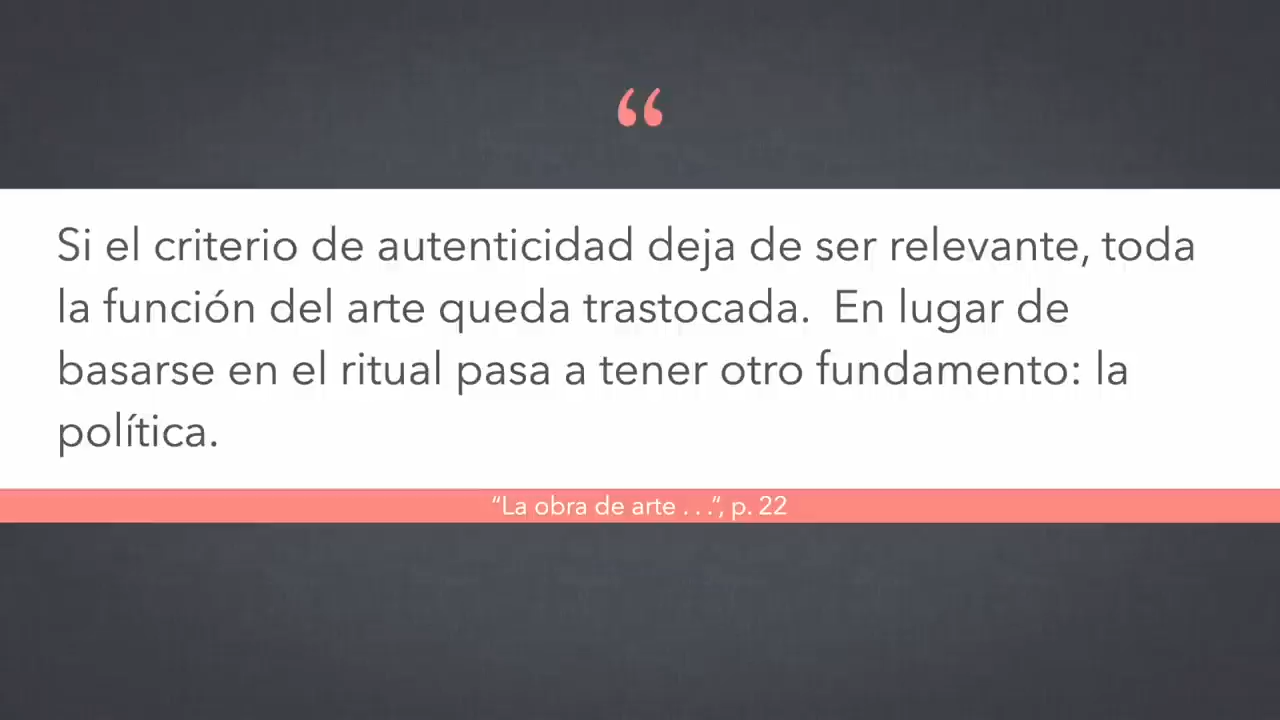 “
Si el criterio de autenticidad deja de ser relevante, toda
la función del arte queda trastocada.  En lugar de
basarse en el ritual pasa a tener otro fundamento: la
política.
“La obra de arte . . .“, p. 22